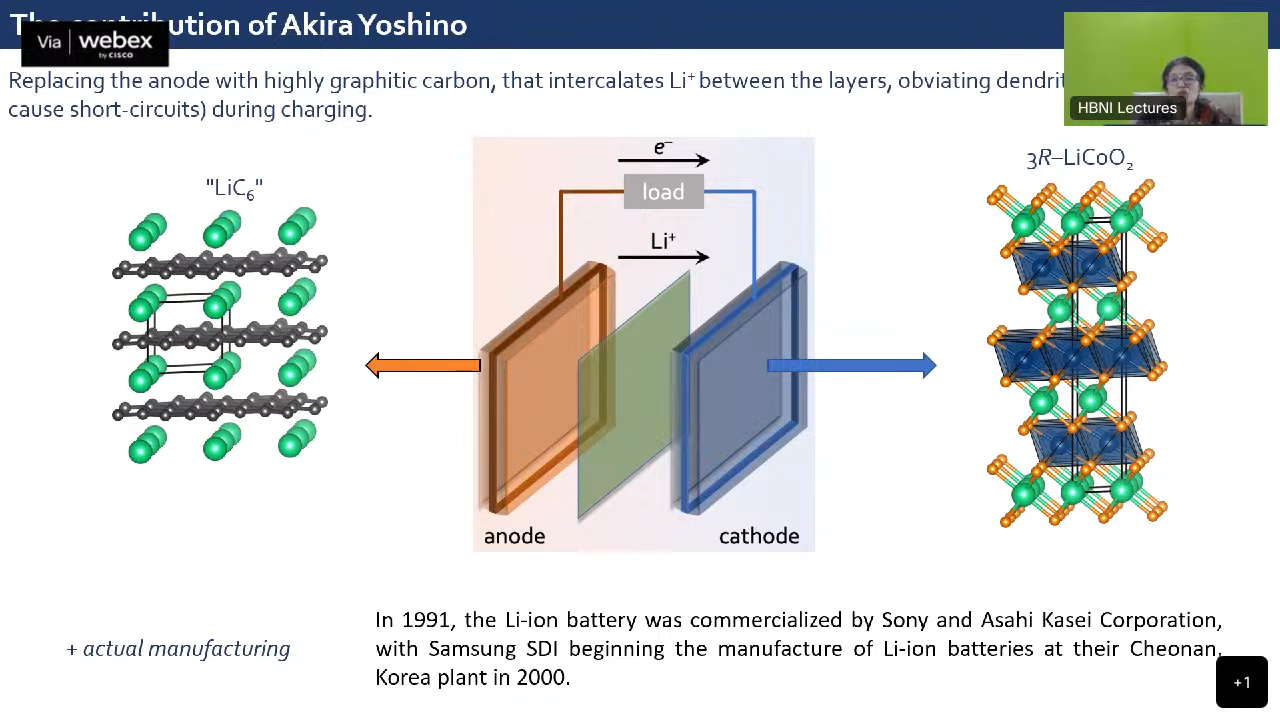 The contribution of Akira Yoshino
Via webex
by CISCO
Replacing the anode with highly graphitic carbon, that intercalates Li⁺ between the layers, obviating
cause short-circuits) during charging.
HBNI Lectures
"LiC₆"
e⁻
load
Li⁺
anode
cathode
3R–LiCoO₂
+ actual manufacturing
In 1991, the Li-ion battery was commercialized by Sony and Asahi Kasei Corporation,
with Samsung SDI beginning the manufacture of Li-ion batteries at their Cheonan,
Korea plant in 2000.
+1